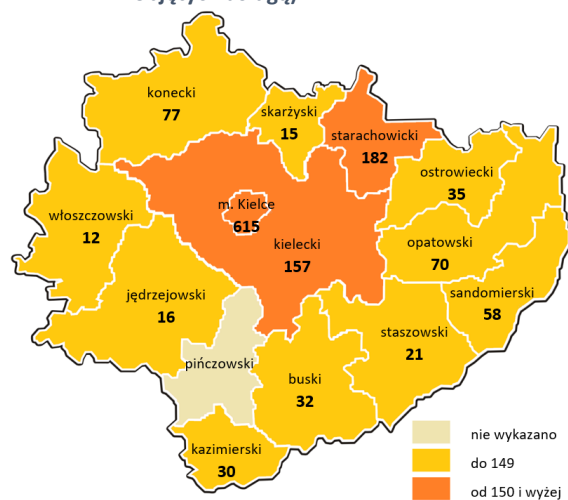 konecki
77
skarżyski
15
starachowicki
182
ostrowiecki
35
włoszczowski
12
m. Kielce
615
kielecki
157
opatowski
70
jędrzejowski
16
sandomierski
58
staszowski
21
pińczowski
buski
32
kazimierski
30
nie wykazano
do 149
od 150 i wyżej